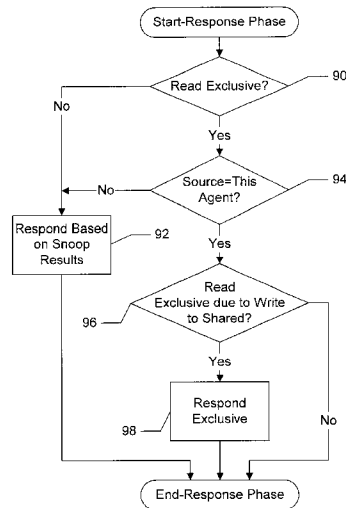 Start-Response Phase
Read Exclusive?
90
No
Yes
No
Source=This
Agent?
94
Respond Based
on Snoop
Results
92
Yes
Read
Exclusive due to Write
to Shared?
96
Yes
No
Respond
Exclusive
98
End-Response Phase